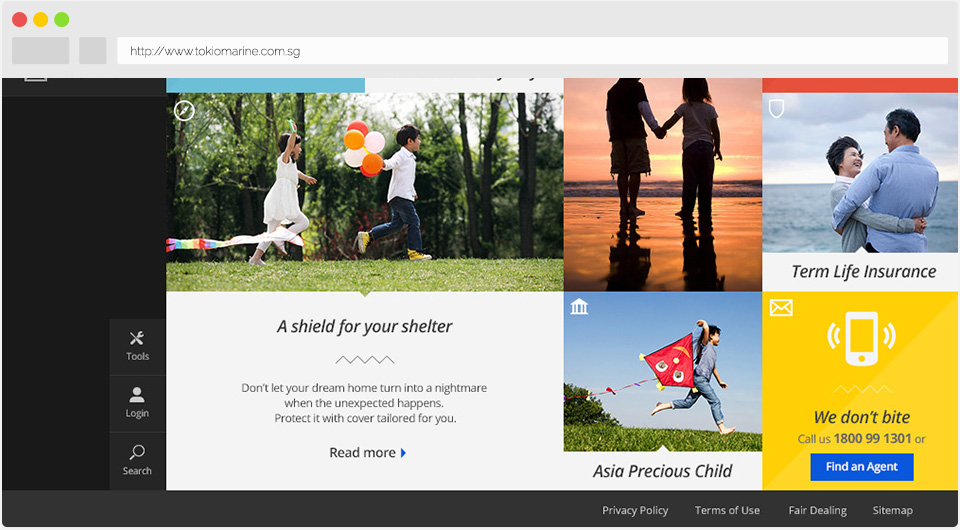 http://www.tokiomarine.com.sg
Term Life Insurance
A shield for your shelter
Don't let your dream home turn into a nightmare
when the unexpected happens.
Protect it with cover tailored for you.
Read more
Tools
Login
Search
Asia Precious Child
We don't bite
Call us 1800 99 1301 or
Find an Agent
Privacy Policy
Terms of Use
Fair Dealing
Sitemap